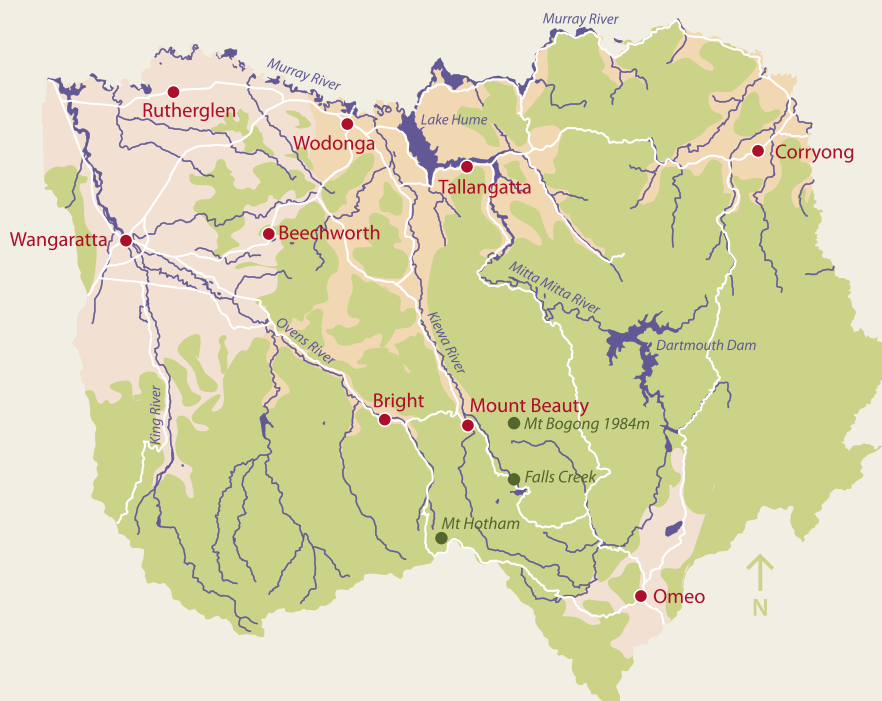 Murray River
Murray River
Rutherglen
Lake Hume
Wodonga
Corryong
Tallangatta
Wangaratta
Beechworth
Mitta Mitta River
Ovens River
Kiewa River
Dartmouth Dam
King River
Bright
Mount Beauty
Mt Bogong 1984m
Falls Creek
Mt Hotham
Omeo
N